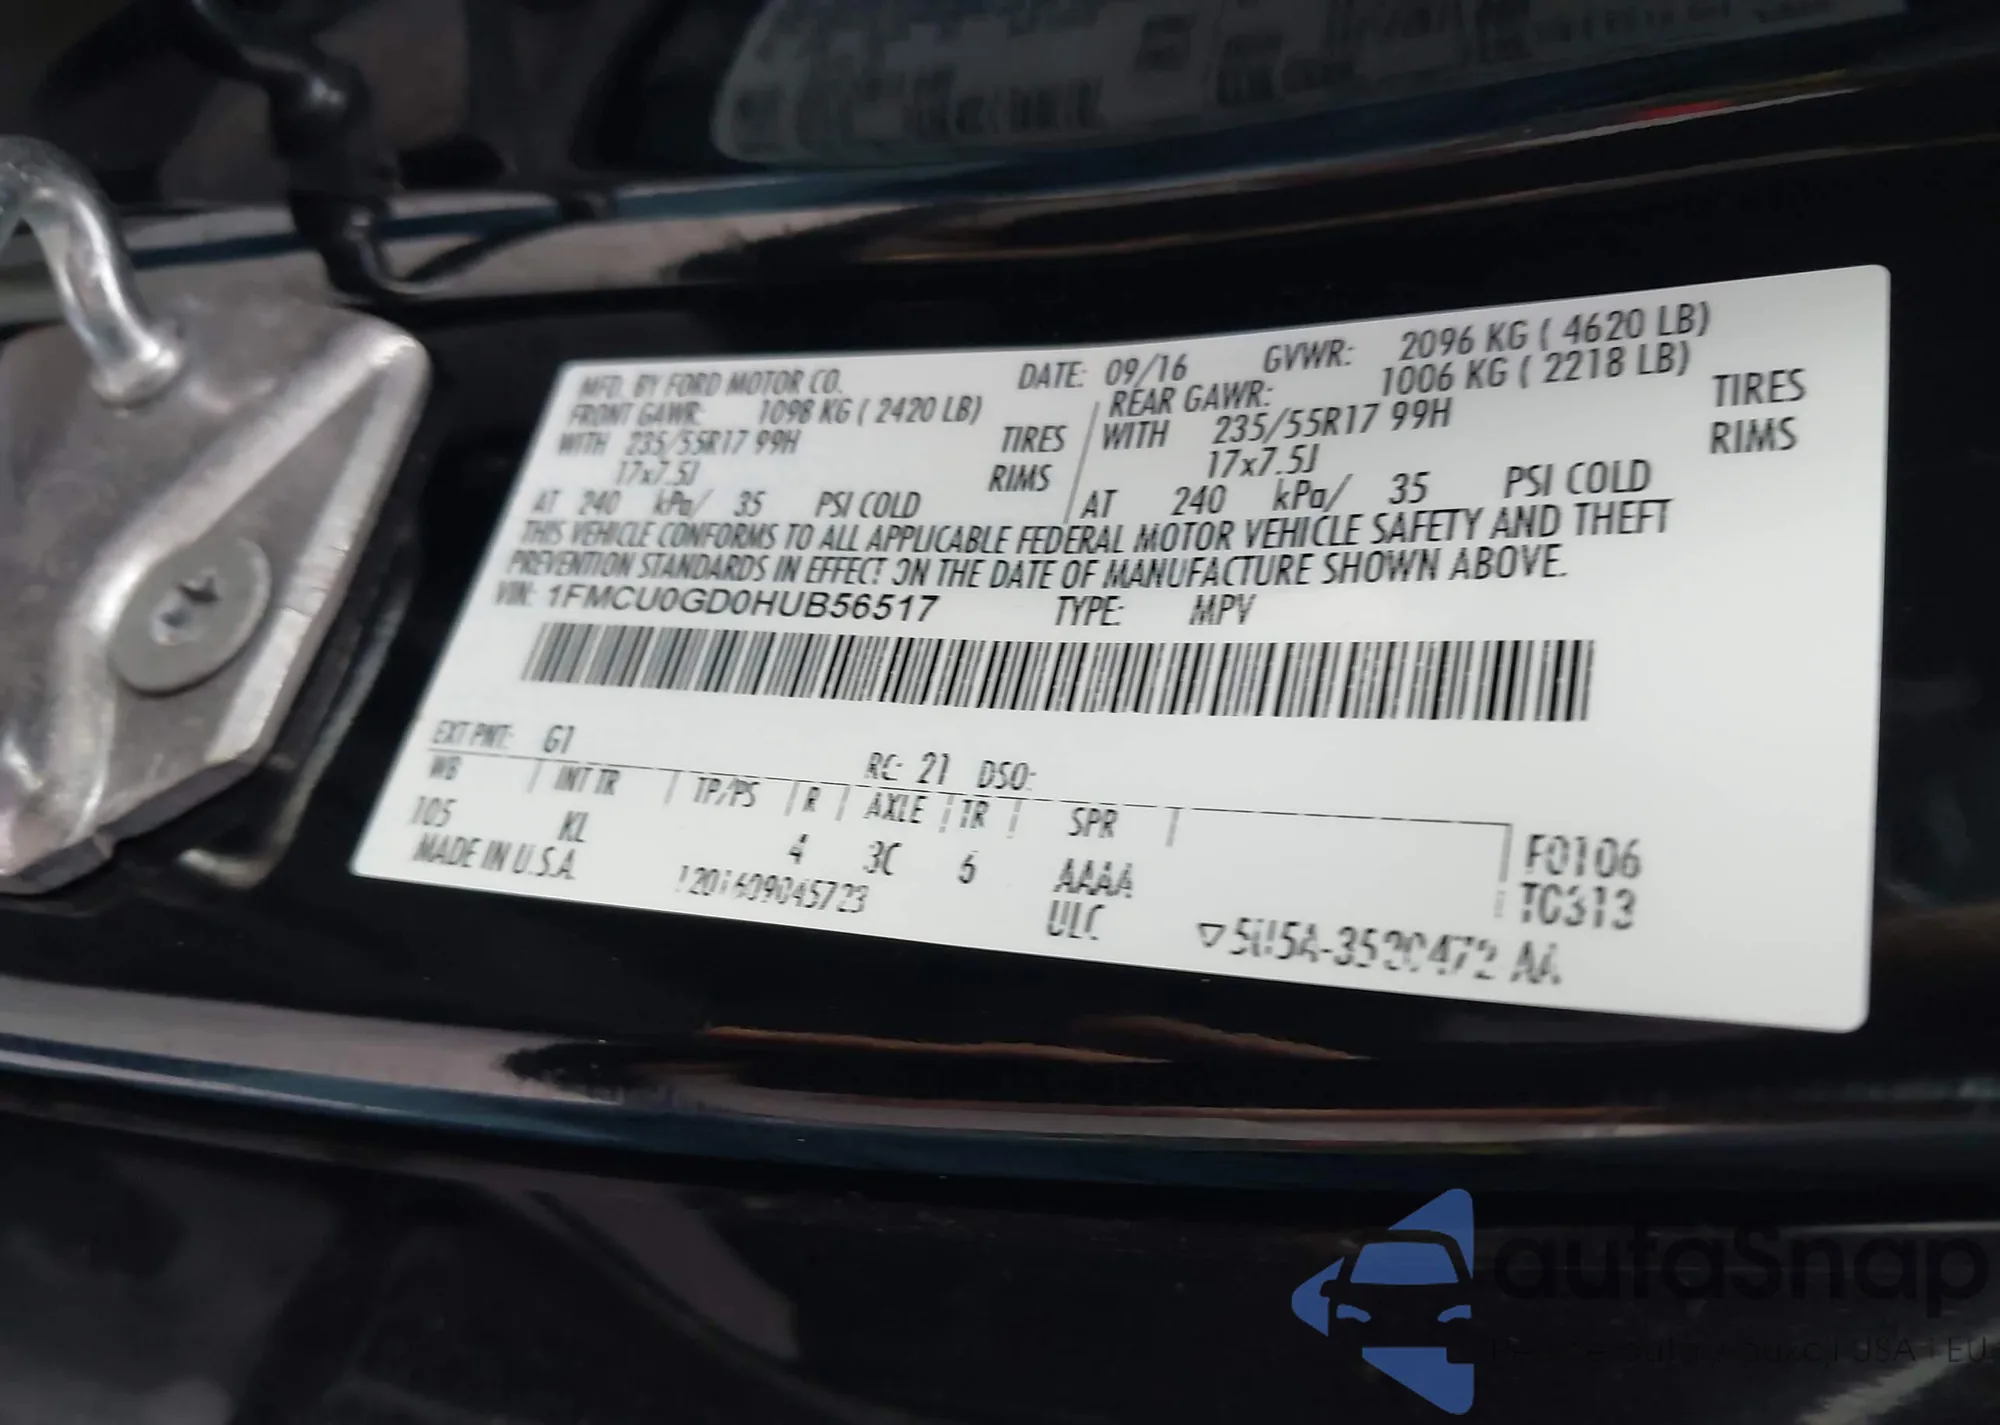 MFD. BY FORD MOTOR CO. DATE: 09/16 GVWR: 2096 KG ( 4620 LB)
FRONT GAWR: 1098 KG ( 2420 LB) REAR GAWR: 1006 KG ( 2218 LB)
WITH 235/55R17 99H TIRES WITH 235/55R17 99H TIRES
17x7.5J RIMS 17x7.5J RIMS
AT 240 kPa/ 35 PSI COLD AT 240 kPa/ 35 PSI COLD
THIS VEHICLE CONFORMS TO ALL APPLICABLE FEDERAL MOTOR VEHICLE SAFETY AND THEFT
PREVENTION STANDARDS IN EFFECT ON THE DATE OF MANUFACTURE SHOWN ABOVE.
VIN: 1FMCU0GD0HUB56517 TYPE: MPV
EXT PNT: G1 RC: 21 DSO:
WB INT TR TP/PS R AXLE TR SPR
105 KL 4 3C 6 AAAA F0106
MADE IN U.S.A. 1201609045723 ULC TC313
▽5U5A-3520472 AA
autoSnap